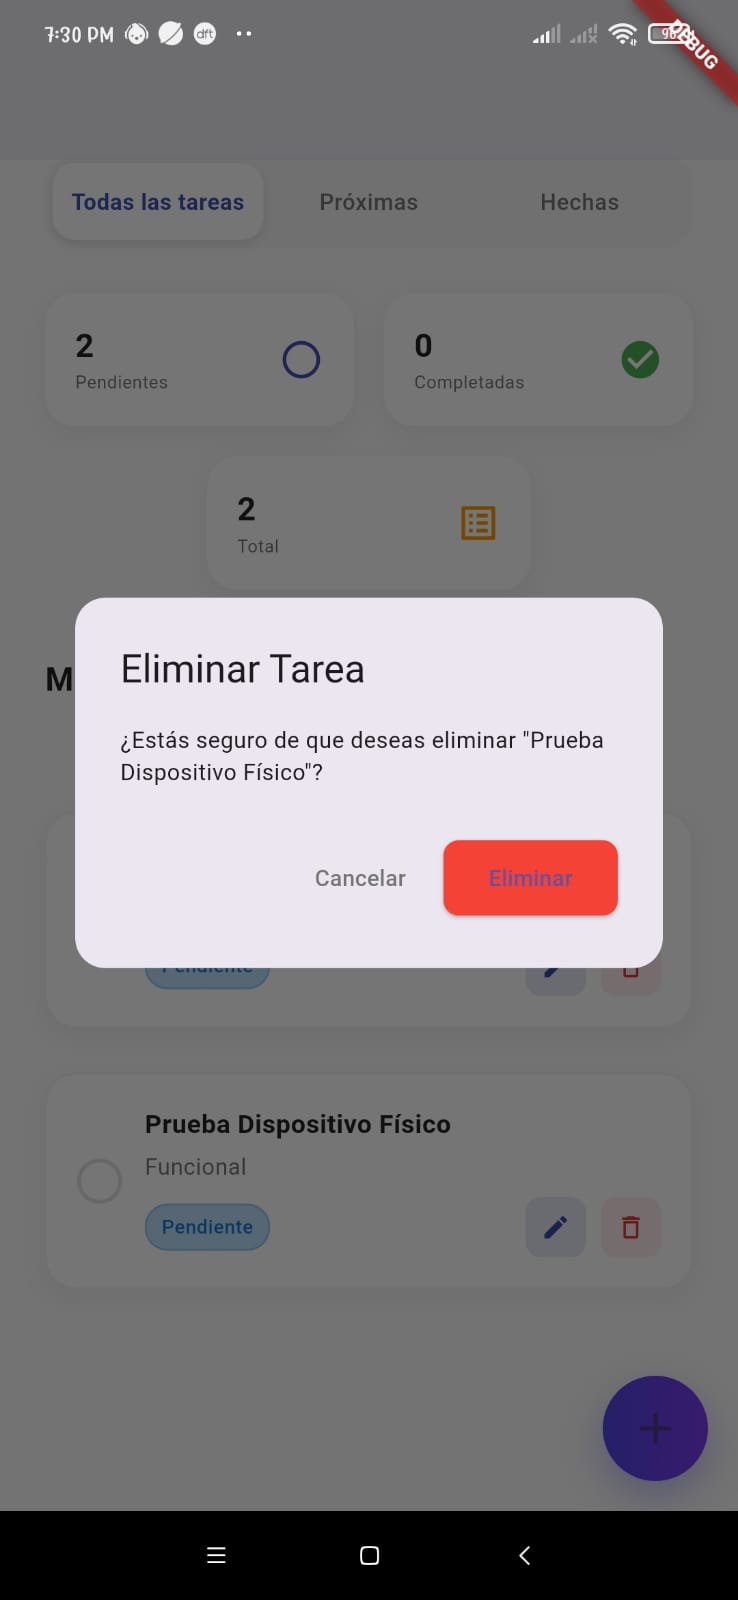 7:30 PM
dft
DEBUG
Todas las tareas
Próximas
Hechas
2
Pendientes
0
Completadas
2
Total
M
Eliminar Tarea
¿Estás seguro de que deseas eliminar "Prueba
Dispositivo Físico"?
Cancelar
Eliminar
Pendiente
Prueba Dispositivo Físico
Funcional
Pendiente